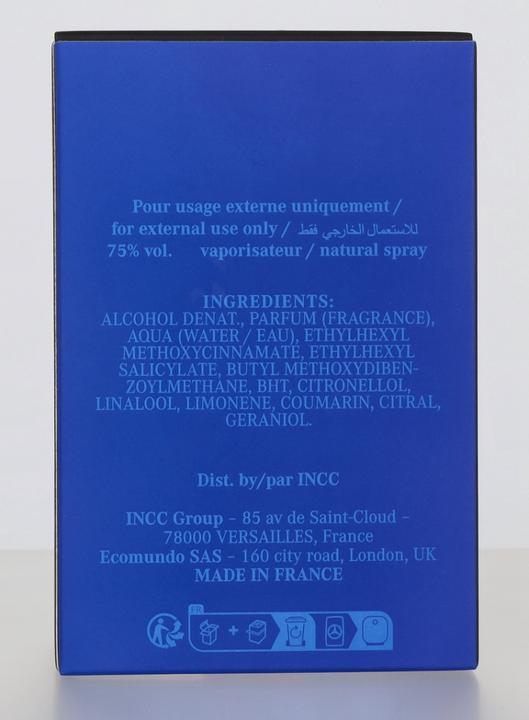 Pour usage externe uniquement /
for external use only / للاستعمال الخارجي فقط
75% vol. vaporisateur / natural spray
INGREDIENTS:
ALCOHOL DENAT., PARFUM (FRAGRANCE),
AQUA (WATER / EAU), ETHYLHEXYL
METHOXYCINNAMATE, ETHYLHEXYL
SALICYLATE, BUTYL METHOXYDIBEN-
ZOYLMETHANE, BHT, CITRONELLOL,
LINALOOL, LIMONENE, COUMARIN, CITRAL,
GERANIOL.
Dist. by/par INCC
INCC Group – 85 av de Saint-Cloud –
78000 VERSAILLES, France
Ecomundo SAS – 160 city road, London, UK
MADE IN FRANCE
FR
+